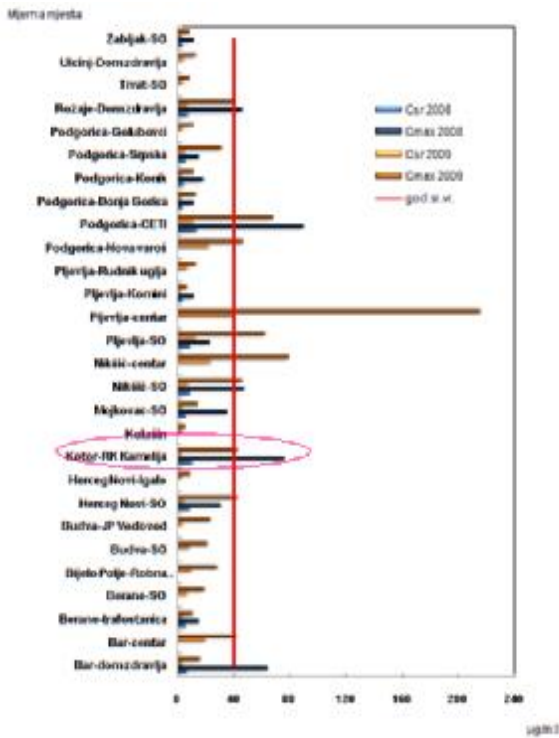 Mjerna mjesta
Žabljak-SO
Ulcinj-Domzdravlja
Tivat-SO
Rožaje-Domzdravlja
Podgorica-Golubovci
Podgorica-Srpska
Podgorica-Konik
Podgorica-Donja Gorica
Podgorica-CETI
Podgorica-Nova varoš
Pljevlja-Rudnik uglja
Pljevlja-Komini
Pljevlja-centar
Pljevlja-SO
Nikšić-centar
Nikšić-SO
Mojkovac-SO
Kolašin
Kotor-RK Kamelija
Herceg Novi-Igalo
Herceg Novi-SO
Budva-JP Vodovod
Budva-SO
Bijelo Polje-Robna..
Berane-SO
Berane-trafostanica
Bar-centar
Bar-domzdravlja
Csr 2008
Cmax 2008
Csr 2009
Cmax 2009
god.sr.vr.
0 40 80 120 160 200 240
µg/m3